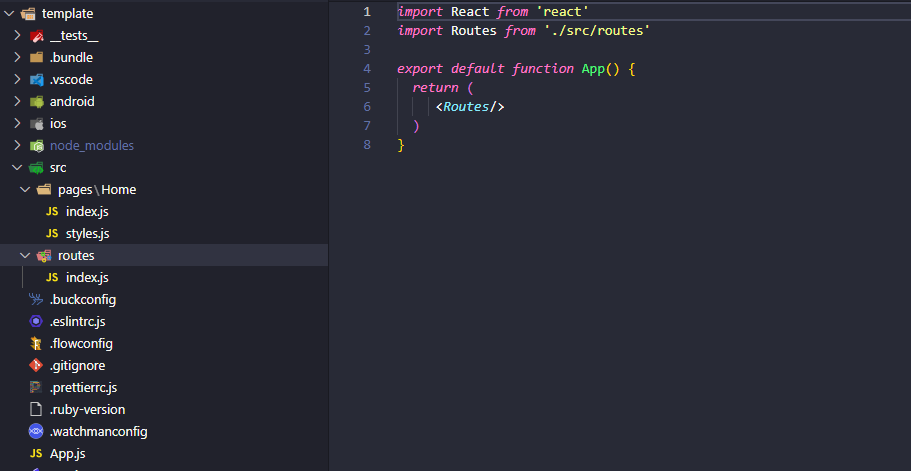 template
__tests__
.bundle
.vscode
android
ios
node_modules
src
pages\Home
JS index.js
JS styles.js
routes
JS index.js
.buckconfig
.eslintrc.js
.flowconfig
.gitignore
.prettierrc.js
.ruby-version
.watchmanconfig
JS App.js
1 import React from 'react'
2 import Routes from './src/routes'
3
4 export default function App() {
5 return (
6 <Routes/>
7 )
8 }